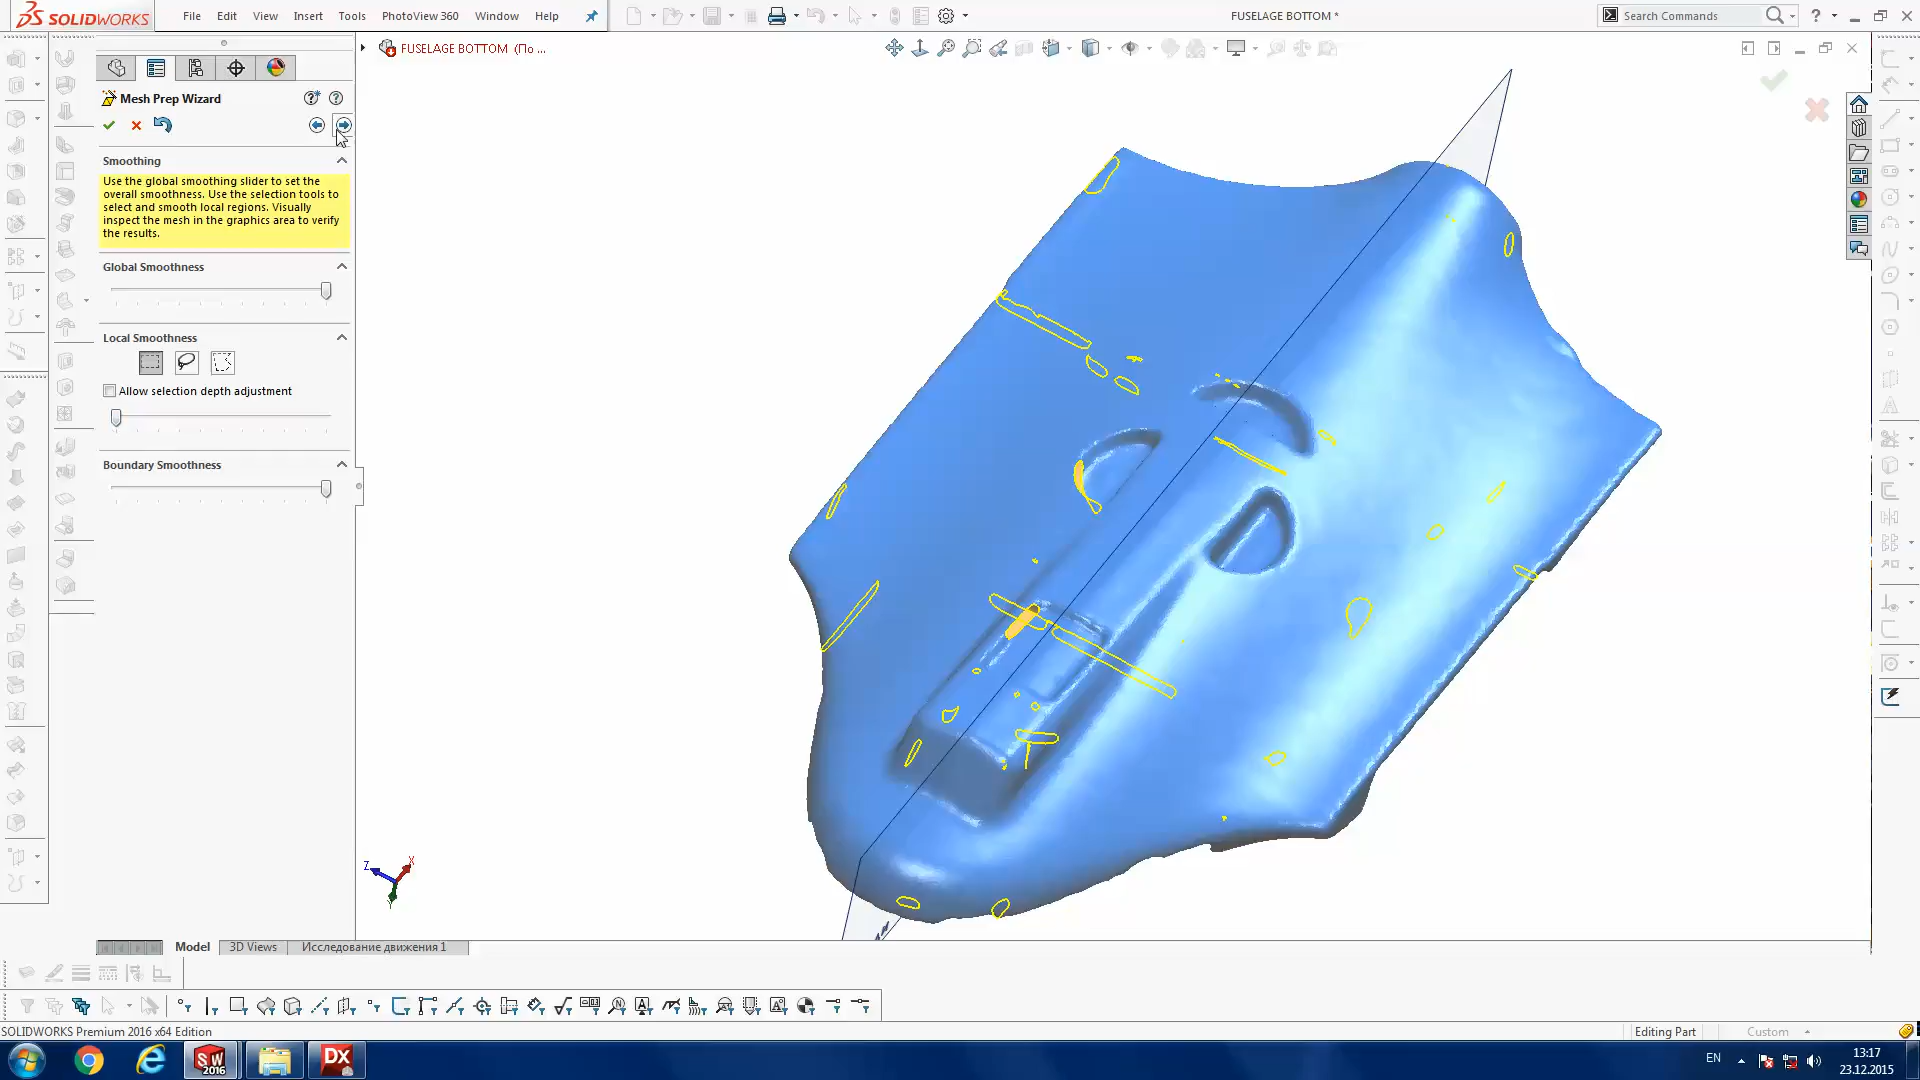 SOLIDWORKS File Edit View Insert Tools PhotoView 360 Window Help FUSELAGE BOTTOM * Search Commands
FUSELAGE BOTTOM (По ...
Mesh Prep Wizard
Smoothing
Use the global smoothing slider to set the
overall smoothness. Use the selection tools to
select and smooth local regions. Visually
inspect the mesh in the graphics area to verify
the results.
Global Smoothness
Local Smoothness
Allow selection depth adjustment
Boundary Smoothness
Z X
Y
Model 3D Views Исследование движения 1
SOLIDWORKS Premium 2016 x64 Edition Editing Part Custom
SW 2016 DX EN 13:17
23.12.2015